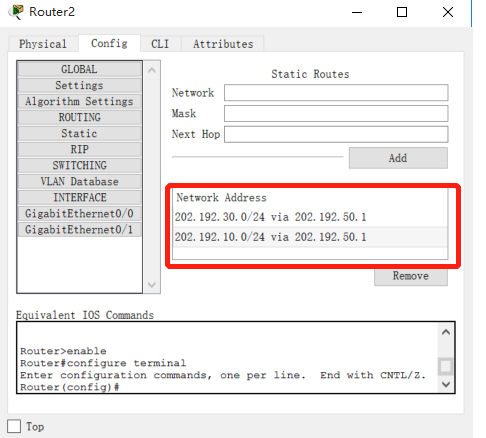 Router2
Physical Config CLI Attributes
GLOBAL
Settings
Algorithm Settings
ROUTING
Static
RIP
SWITCHING
VLAN Database
INTERFACE
GigabitEthernet0/0
GigabitEthernet0/1
Static Routes
Network
Mask
Next Hop
Add
Network Address
202.192.30.0/24 via 202.192.50.1
202.192.10.0/24 via 202.192.50.1
Remove
Equivalent IOS Commands
Router>enable
Router#configure terminal
Enter configuration commands, one per line.  End with CNTL/Z.
Router(config)#
Top